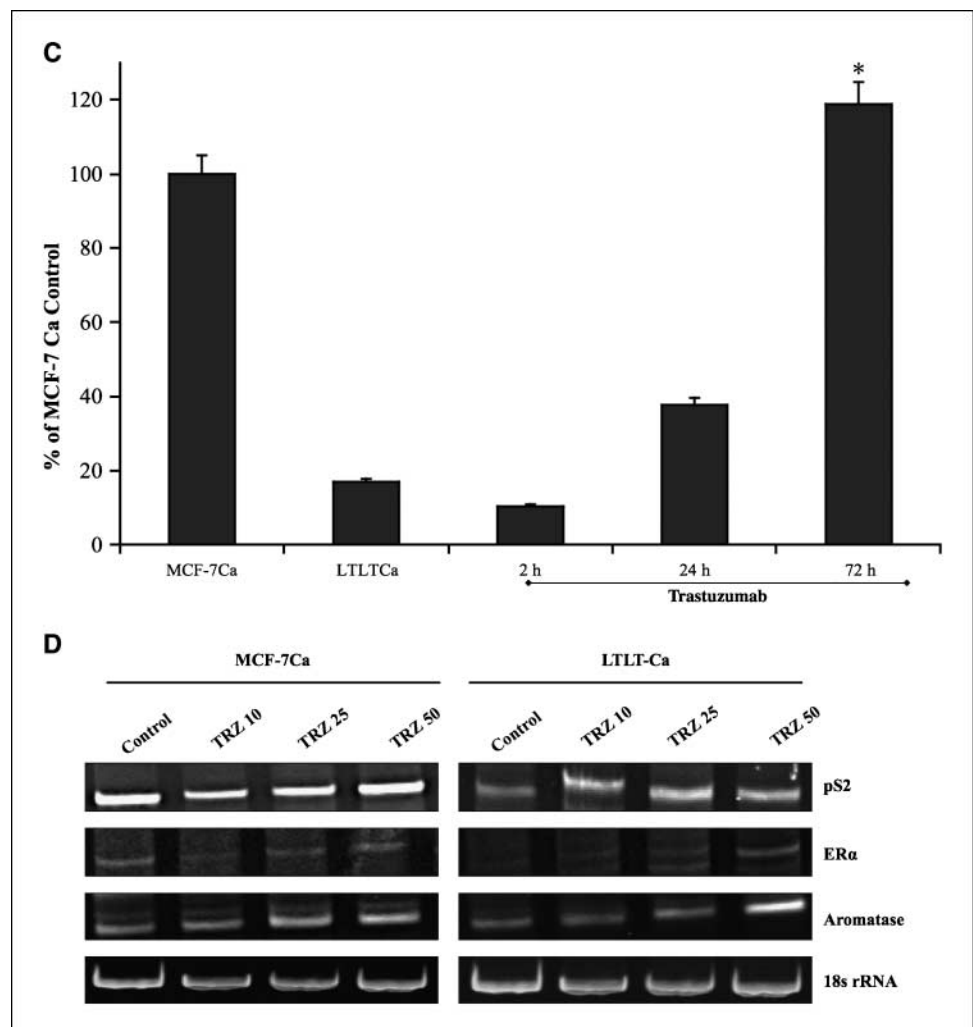 C
% of MCF-7 Ca Control
120
100
80
60
40
20
0
*
MCF-7Ca LTLTCa 2 h 24 h 72 h
Trastuzumab
D
MCF-7Ca LTLT-Ca
Control TRZ 10 TRZ 25 TRZ 50 Control TRZ 10 TRZ 25 TRZ 50
pS2
ERα
Aromatase
18s rRNA